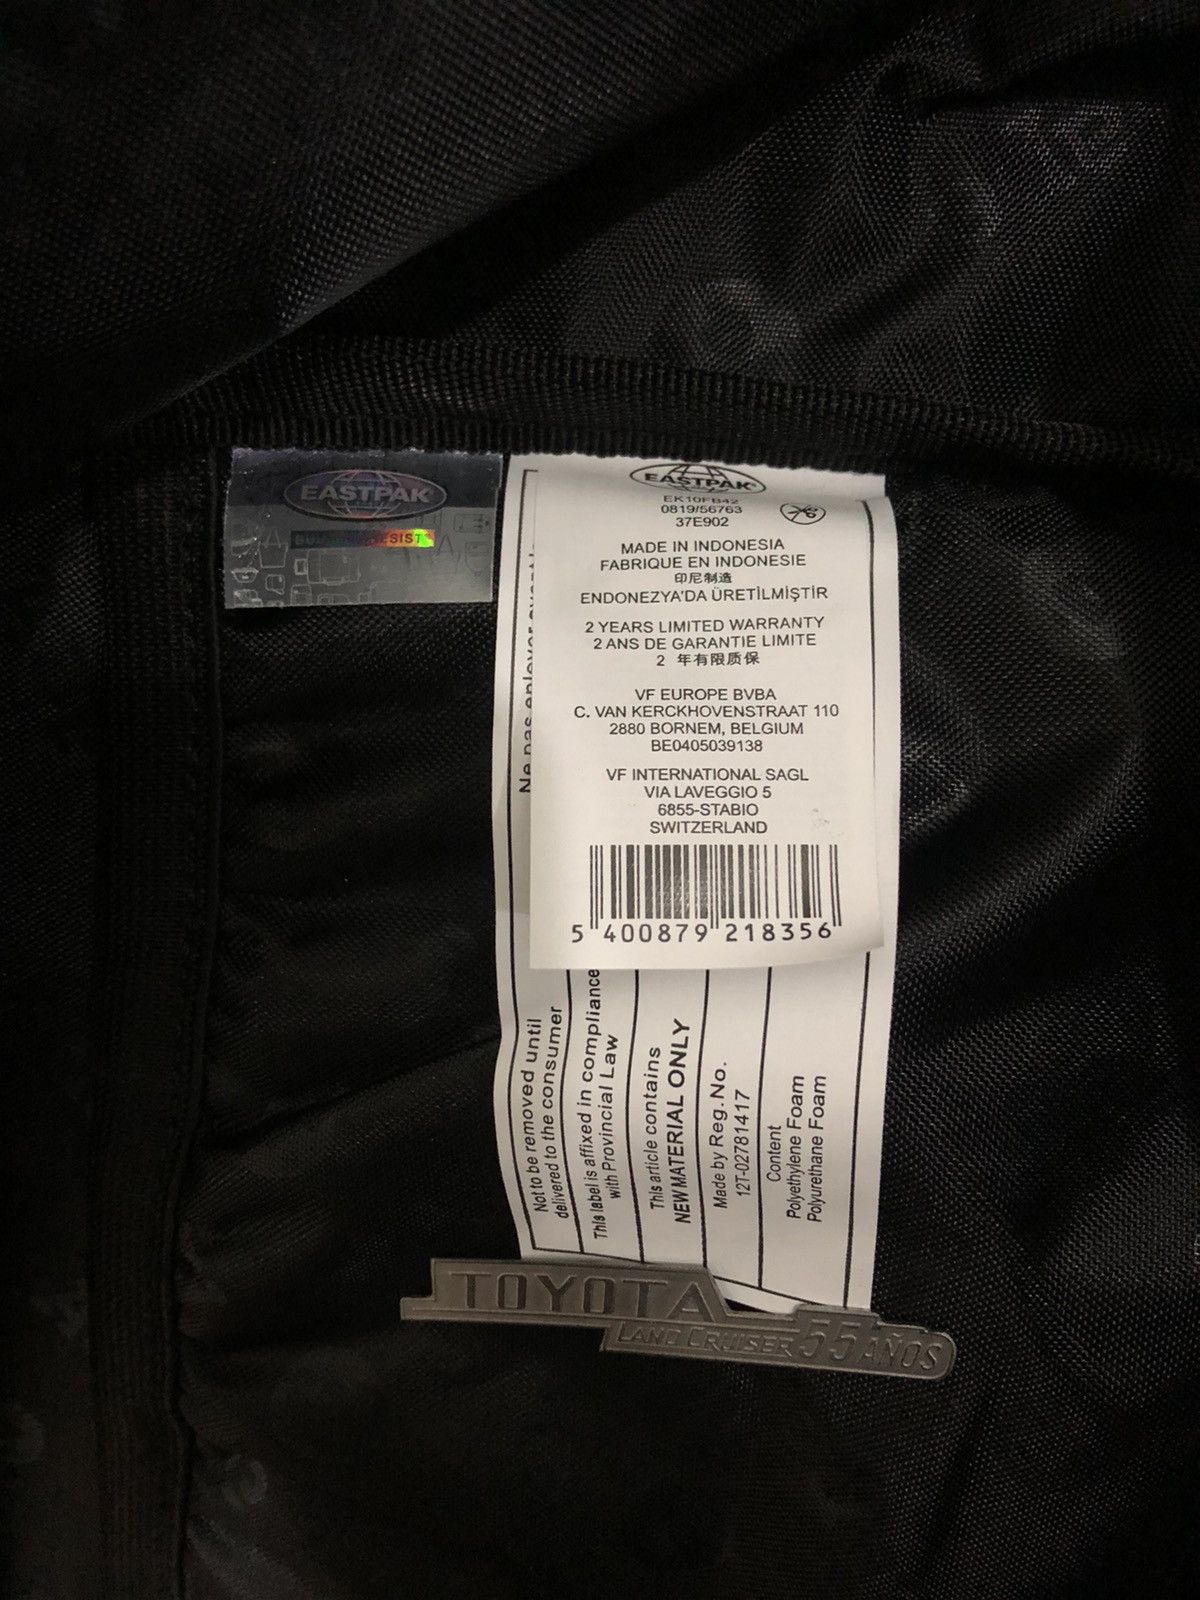 EASTPAK
EASTPAK
EK10FB42
0819/56763
37E902
MADE IN INDONESIA
FABRIQUE EN INDONESIE
印尼制造
ENDONEZYA'DA ÜRETİLMİŞTİR
2 YEARS LIMITED WARRANTY
2 ANS DE GARANTIE LIMITE
2 年有限质保
VF EUROPE BVBA
C. VAN KERCKHOVENSTRAAT 110
2880 BORNEM, BELGIUM
BE0405039138
VF INTERNATIONAL SAGL
VIA LAVEGGIO 5
6855-STABIO
SWITZERLAND
5 400879 218356
Ne pas enlever
Not to be removed until
delivered to the consumer
This label is affixed in compliance
with Provincial Law
This article contains
NEW MATERIAL ONLY
Made by Reg.No.
12T-02781417
Content
Polyethylene Foam
Polyurethane Foam
TOYOTA
LAND CRUISER 55 AÑOS